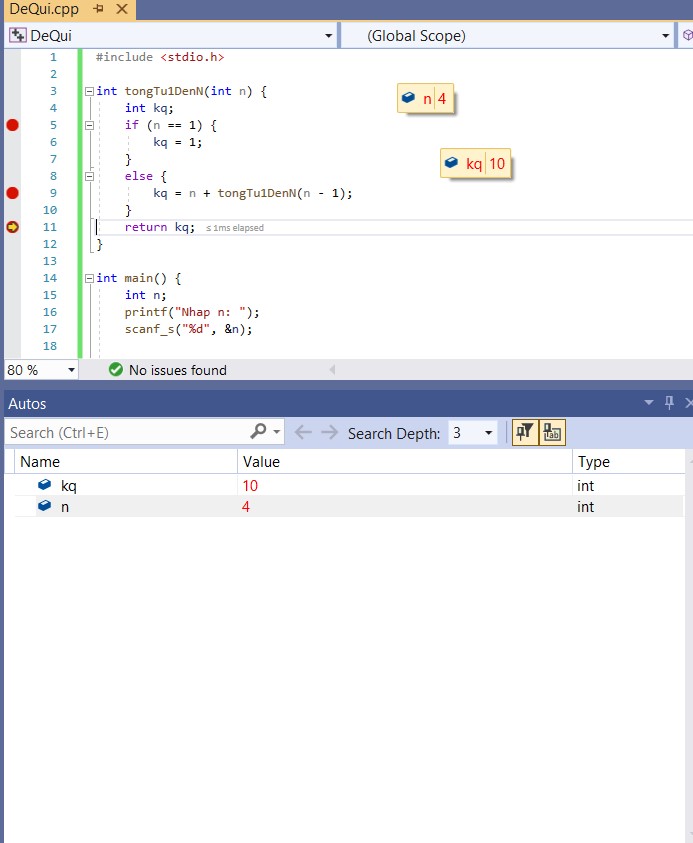 DeQui.cpp
DeQui (Global Scope)
1 #include <stdio.h>
2
3 int tongTu1DenN(int n) {
4 int kq;
5 if (n == 1) {
6 kq = 1;
7 }
8 else {
9 kq = n + tongTu1DenN(n - 1);
10 }
11 return kq; ≤ 1ms elapsed
12 }
13
14 int main() {
15 int n;
16 printf("Nhap n: ");
17 scanf_s("%d", &n);
18
n 4
kq 10
80 % No issues found
Autos
Search (Ctrl+E) Search Depth: 3
Name Value Type
kq 10 int
n 4 int